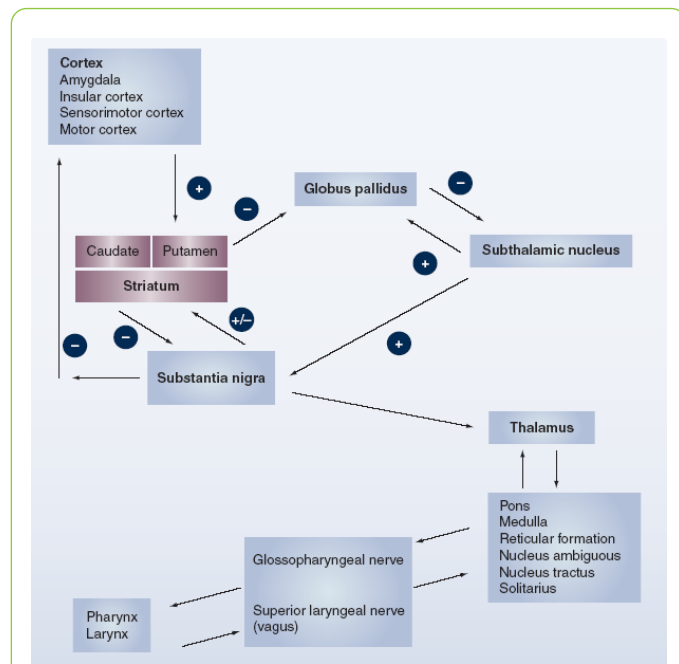 Cortex
Amygdala
Insular cortex
Sensorimotor cortex
Motor cortex
+
−
Globus pallidus
−
Caudate
Putamen
Striatum
+
Subthalamic nucleus
−
−
+/−
+
Substantia nigra
Thalamus
Pons
Medulla
Reticular formation
Nucleus ambiguous
Nucleus tractus
Solitarius
Glossopharyngeal nerve
Superior laryngeal nerve
(vagus)
Pharynx
Larynx